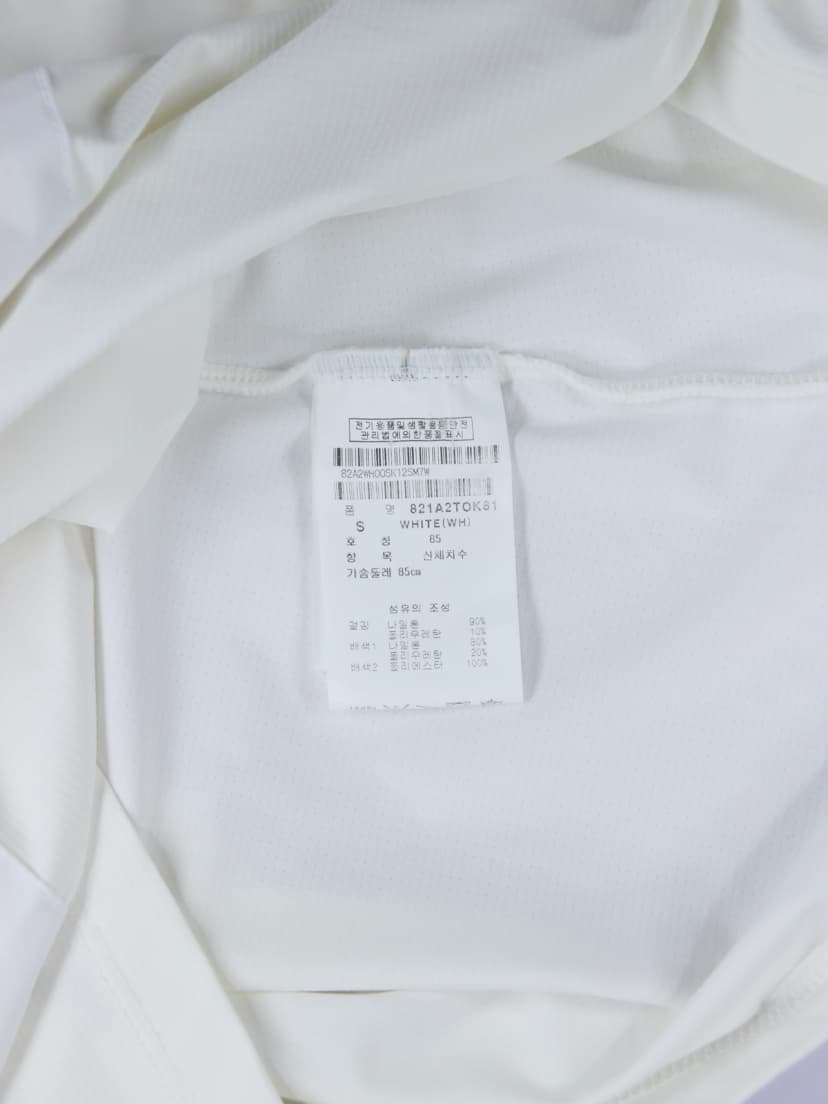 전기용품및생활용품안전
관리법에의한품질표시
82A2WH00SK12SM7W
품 명 821A2TOK81
S WHITE(WH)
호 칭 85
항 목 신체치수
가슴둘레 85cm
섬유의 조성
겉감 나일론 90%
폴리우레탄 10%
배색1 나일론 80%
폴리우레탄 20%
배색2 폴리에스터 100%